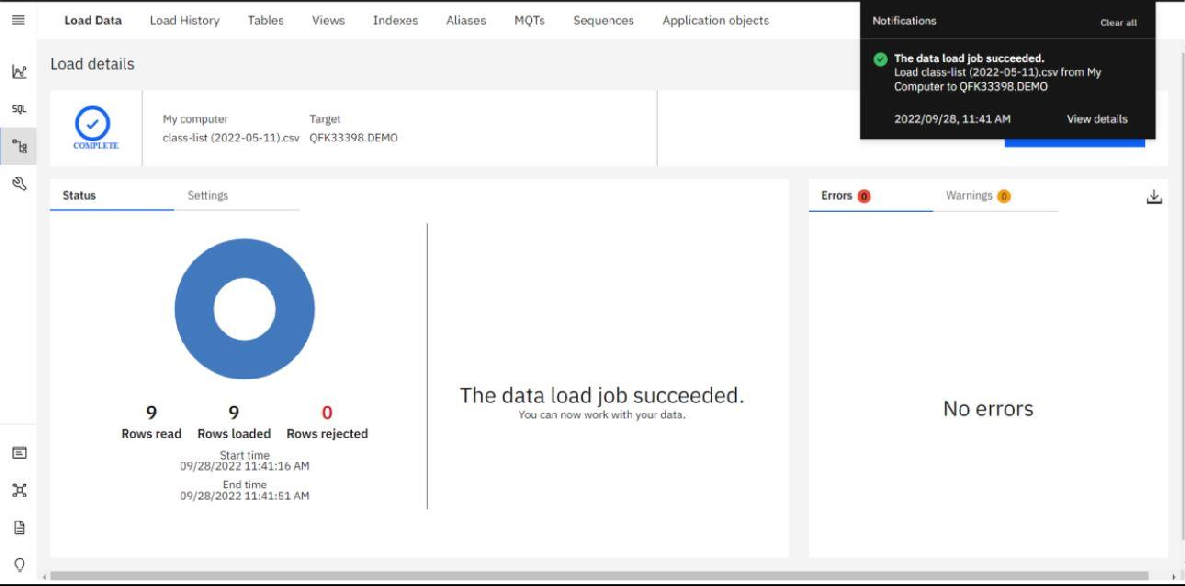 Load Data Load History Tables Views Indexes Aliases MQTs Sequences Application objects
Notifications Clear all
The data load job succeeded.
Load class-list (2022-05-11).csv from My
Computer to QFK33398.DEMO
2022/09/28, 11:41 AM View details
SQL
Load details
COMPLETE
My computer Target
class-list (2022-05-11).csv QFK33398.DEMO
Status Settings
9 9 0
Rows read Rows loaded Rows rejected
Start time
09/28/2022 11:41:16 AM
End time
09/28/2022 11:41:51 AM
The data load job succeeded.
You can now work with your data.
Errors 0 Warnings 0
No errors